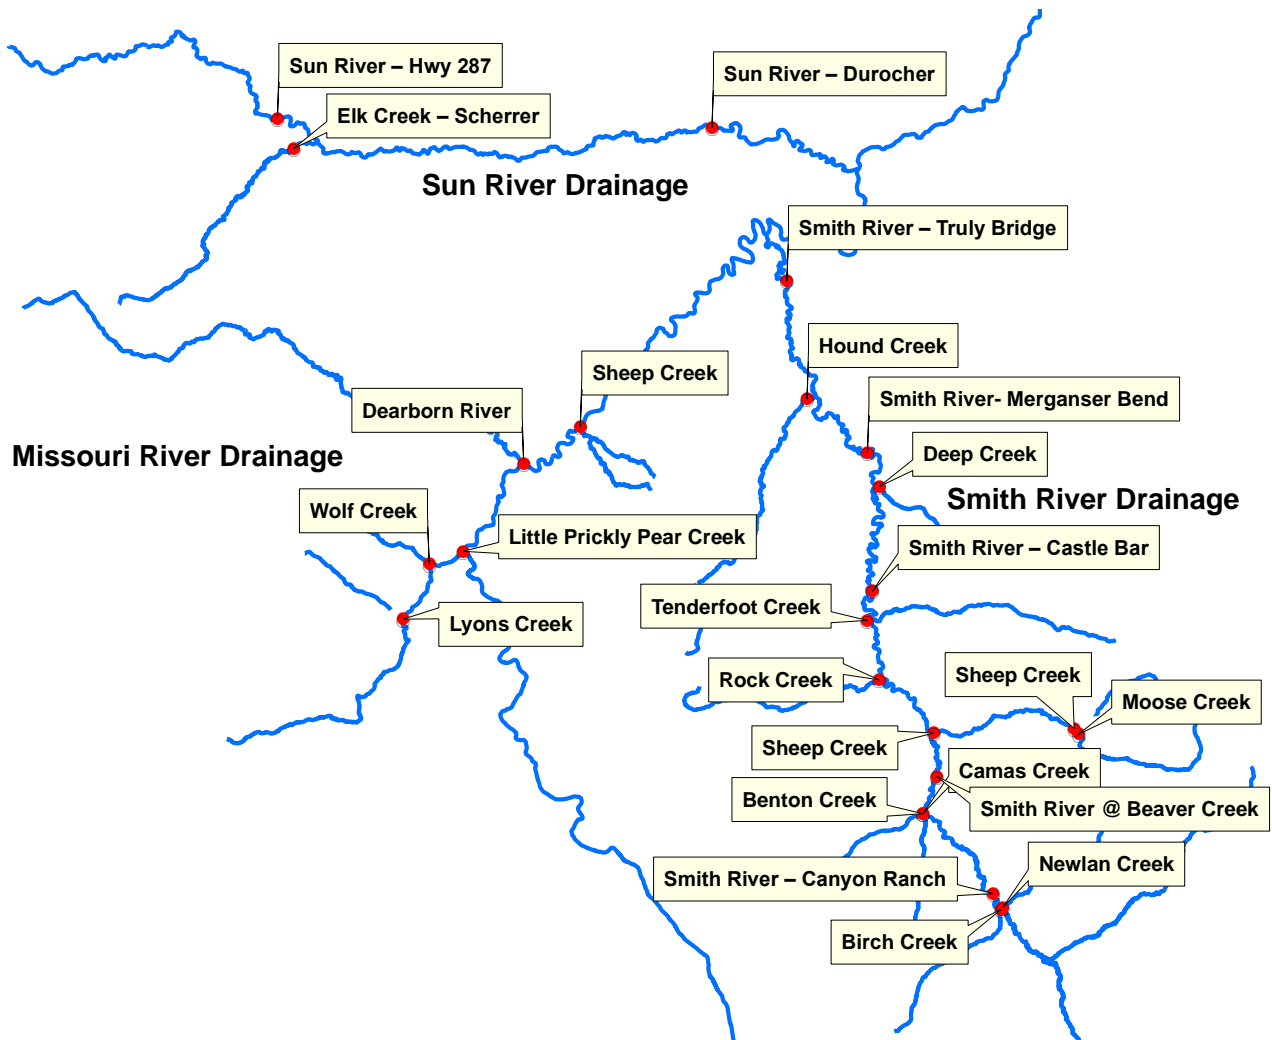 Sun River – Hwy 287
Sun River – Durocher
Elk Creek – Scherrer
Sun River Drainage
Smith River – Truly Bridge
Hound Creek
Sheep Creek
Smith River- Merganser Bend
Dearborn River
Deep Creek
Missouri River Drainage
Smith River Drainage
Wolf Creek
Little Prickly Pear Creek
Smith River – Castle Bar
Tenderfoot Creek
Lyons Creek
Sheep Creek
Rock Creek
Moose Creek
Sheep Creek
Camas Creek
Benton Creek
Smith River @ Beaver Creek
Newlan Creek
Smith River – Canyon Ranch
Birch Creek